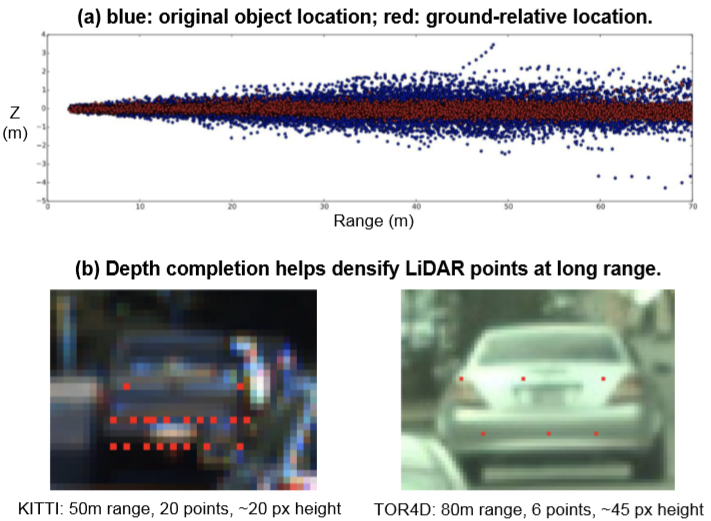 (a) blue: original object location; red: ground-relative location.
4
3
2
1
0
−1
−2
−3
−4
−5
Z
(m)
0 10 20 30 40 50 60 70
Range (m)
(b) Depth completion helps densify LiDAR points at long range.
KITTI: 50m range, 20 points, ~20 px height
TOR4D: 80m range, 6 points, ~45 px height